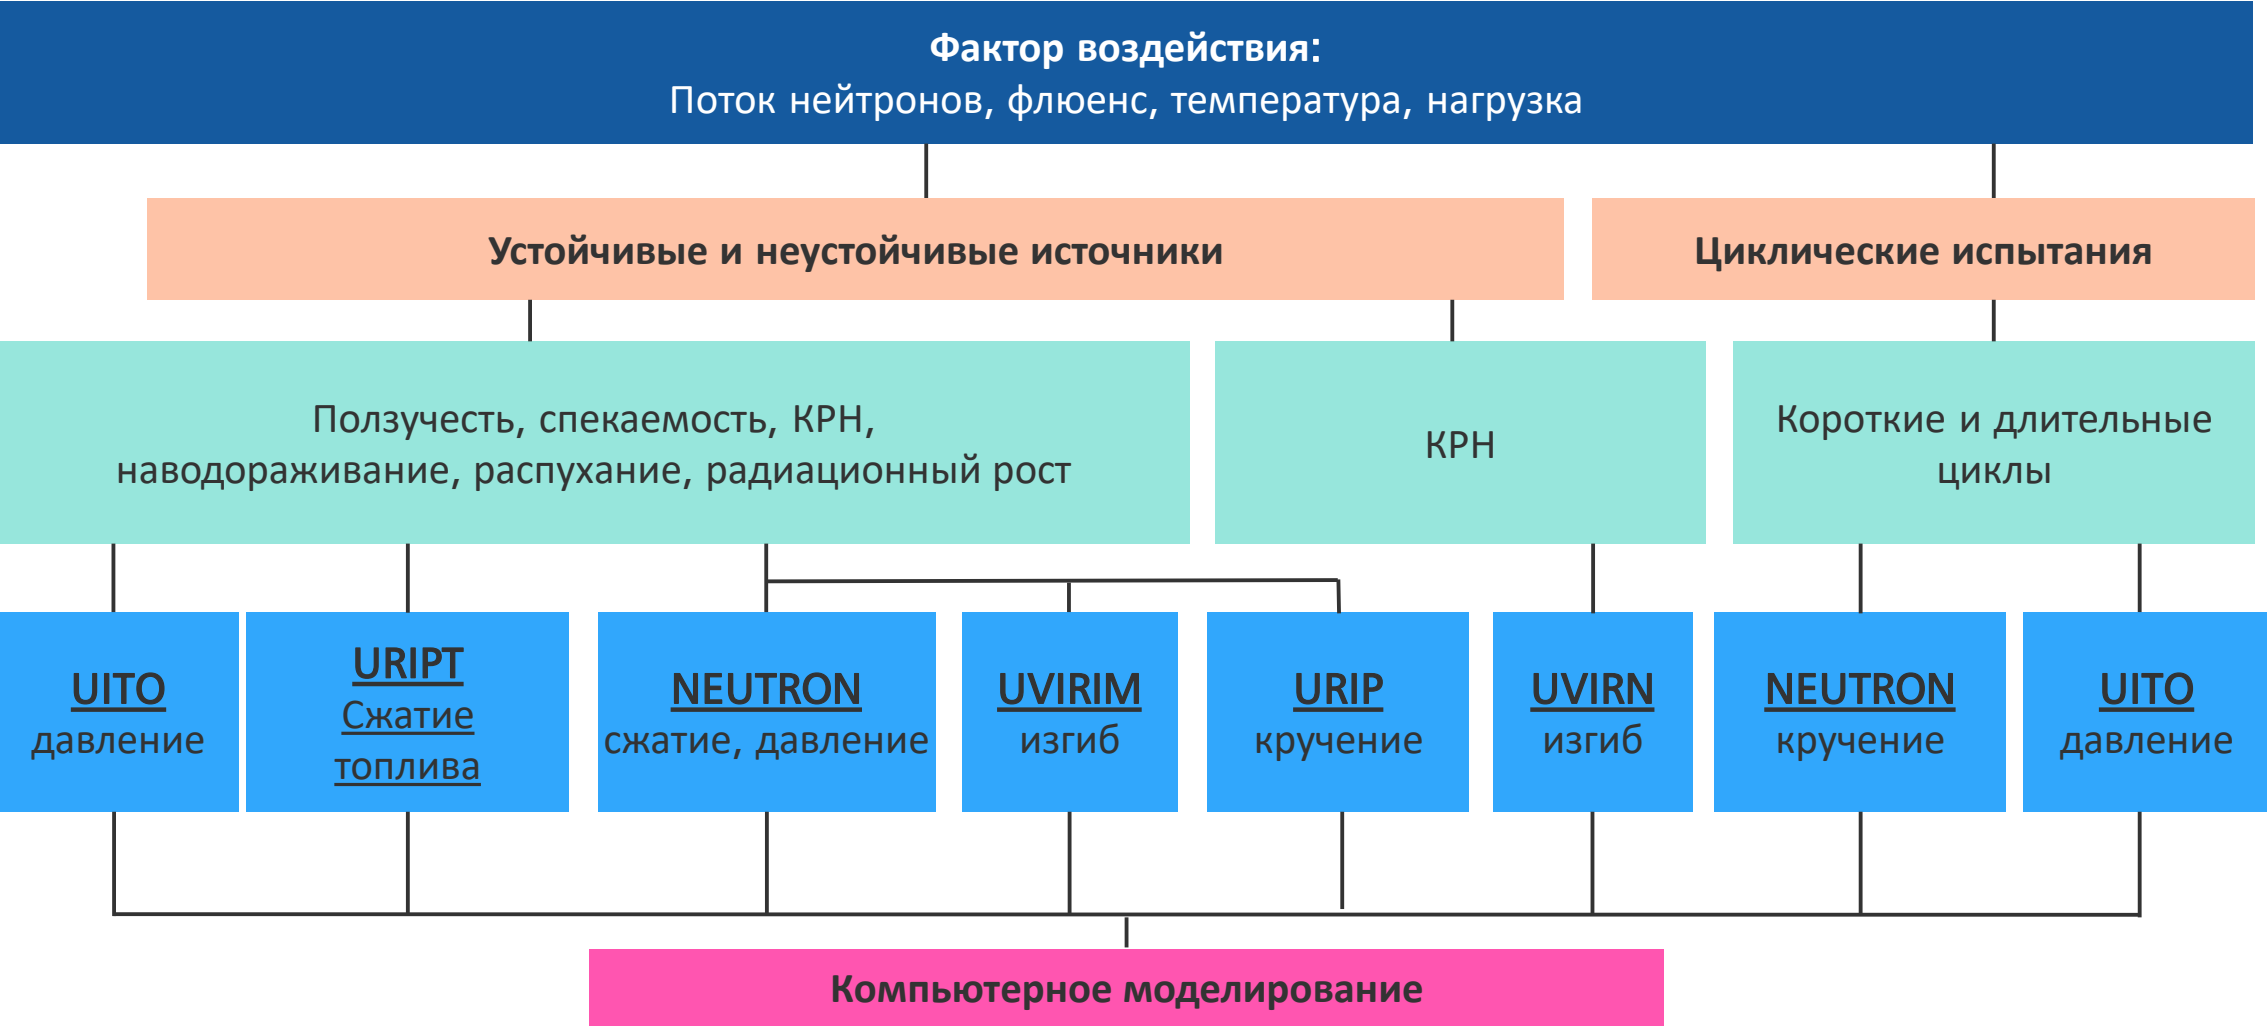 Фактор воздействия:
Поток нейтронов, флюенс, температура, нагрузка
Устойчивые и неустойчивые источники
Циклические испытания
Ползучесть, спекаемость, КРН,
наводораживание, распухание, радиационный рост
КРН
Короткие и длительные
циклы
UITO
давление
URIPT
Сжатие
топлива
NEUTRON
сжатие, давление
UVIRIM
изгиб
URIP
кручение
UVIRN
изгиб
NEUTRON
кручение
UITO
давление
Компьютерное моделирование